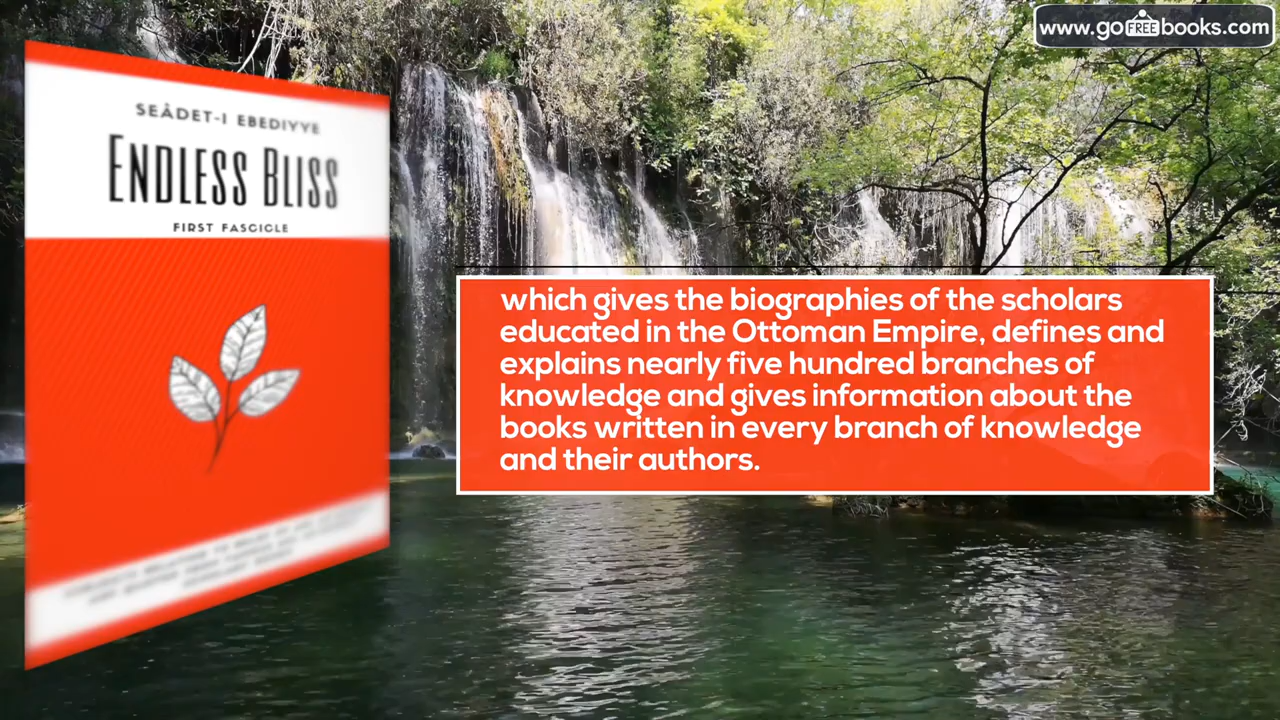 www.goFREEbooks.com
SEÂDET-I EBEDIYYE
ENDLESS BLISS
FIRST FASCICLE
which gives the biographies of the scholars
educated in the Ottoman Empire, defines and
explains nearly five hundred branches of
knowledge and gives information about the
books written in every branch of knowledge
and their authors.